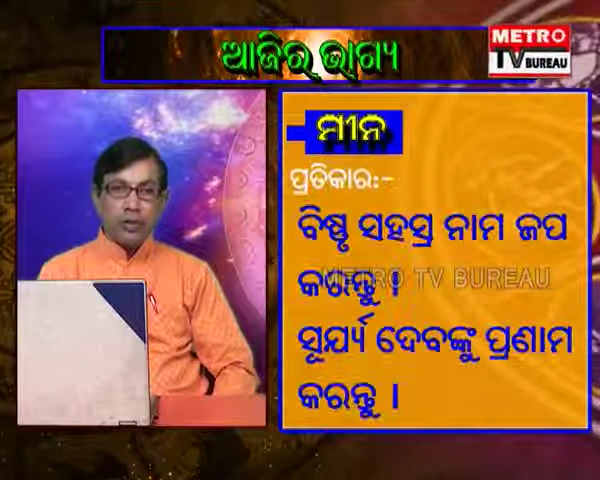 ଆଜିର ଭାଗ୍ୟ
METRO
TV BUREAU
ମୀନ
ପ୍ରତିକାର:-
ବିଷ୍ଣୁ ସହସ୍ର ନାମ ଜପ
କରନ୍ତୁ ।
METRO TV BUREAU
ସୂର୍ଯ୍ୟ ଦେବଙ୍କୁ ପ୍ରଣାମ
କରନ୍ତୁ ।